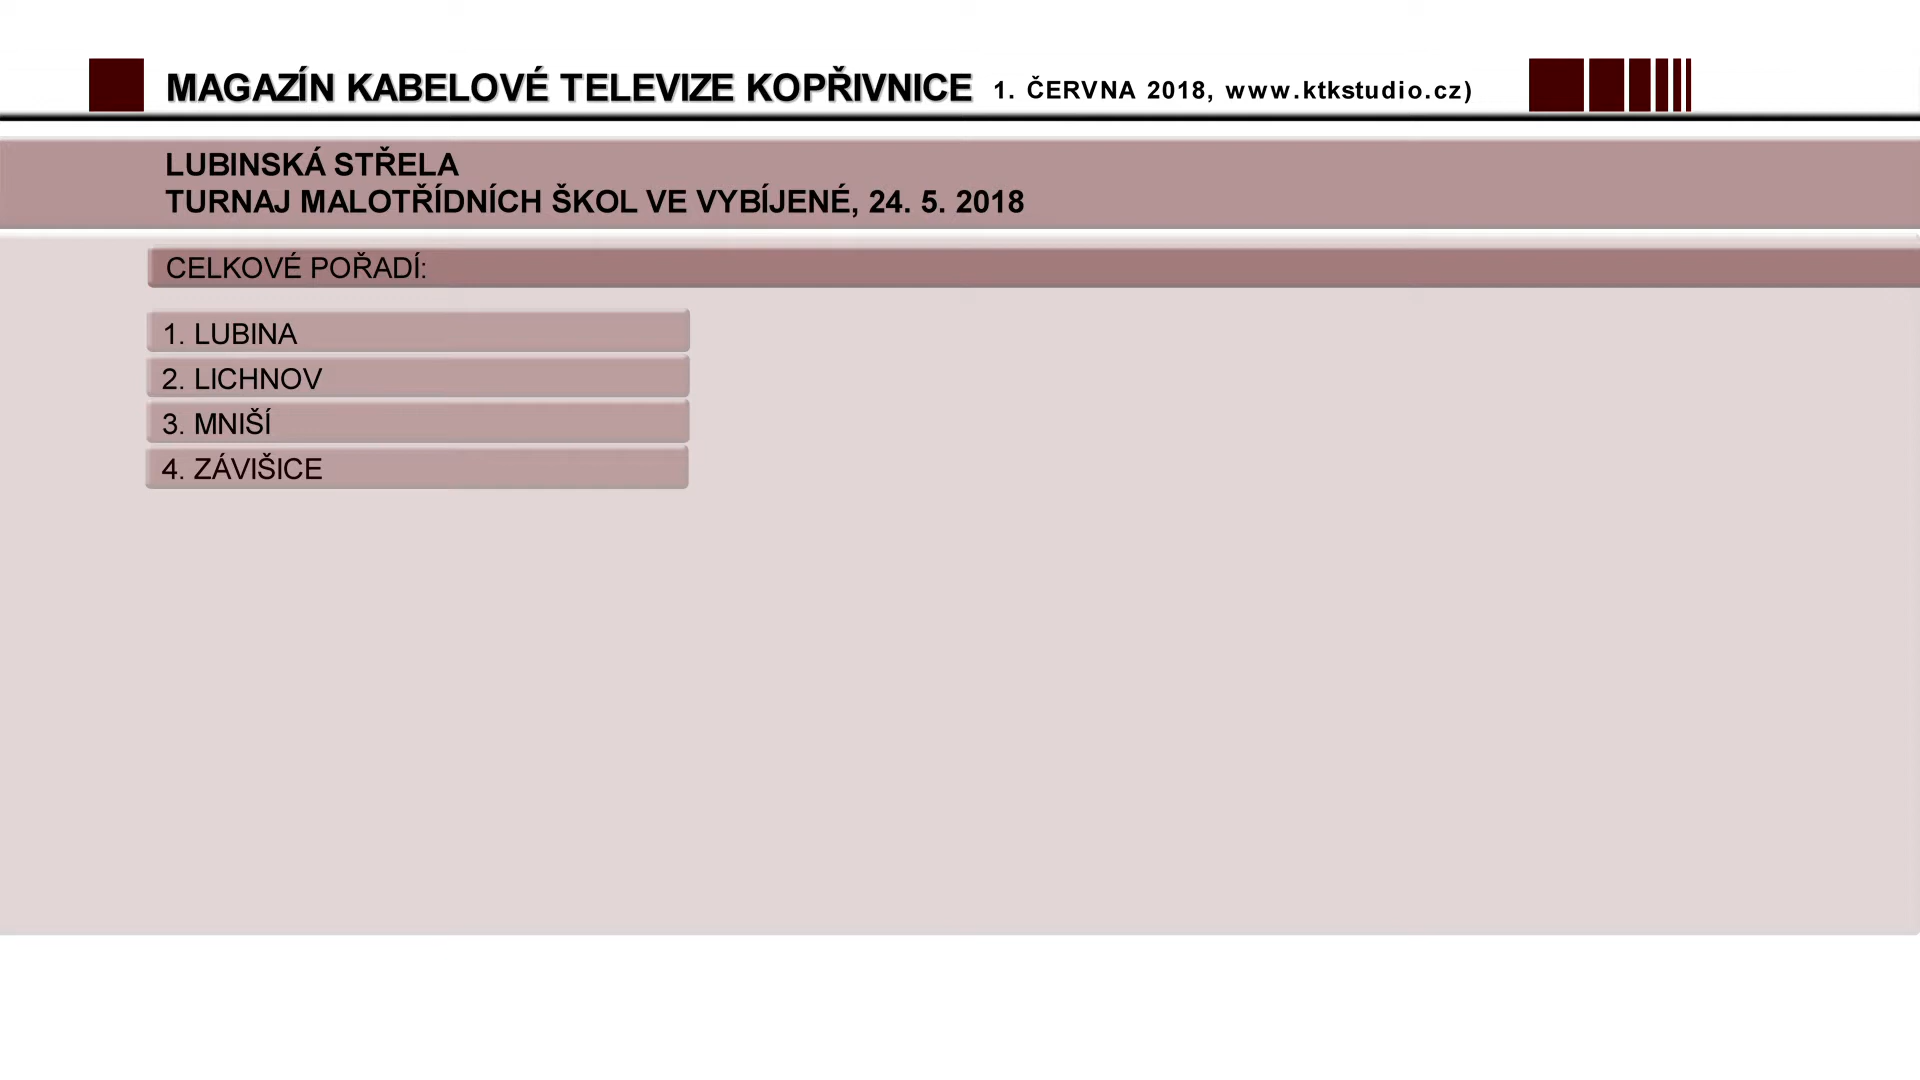 MAGAZÍN KABELOVÉ TELEVIZE KOPŘIVNICE 1. ČERVNA 2018, www.ktkstudio.cz)
LUBINSKÁ STŘELA
TURNAJ MALOTŘÍDNÍCH ŠKOL VE VYBÍJENÉ, 24. 5. 2018
CELKOVÉ POŘADÍ:
1. LUBINA
2. LICHNOV
3. MNIŠÍ
4. ZÁVIŠICE